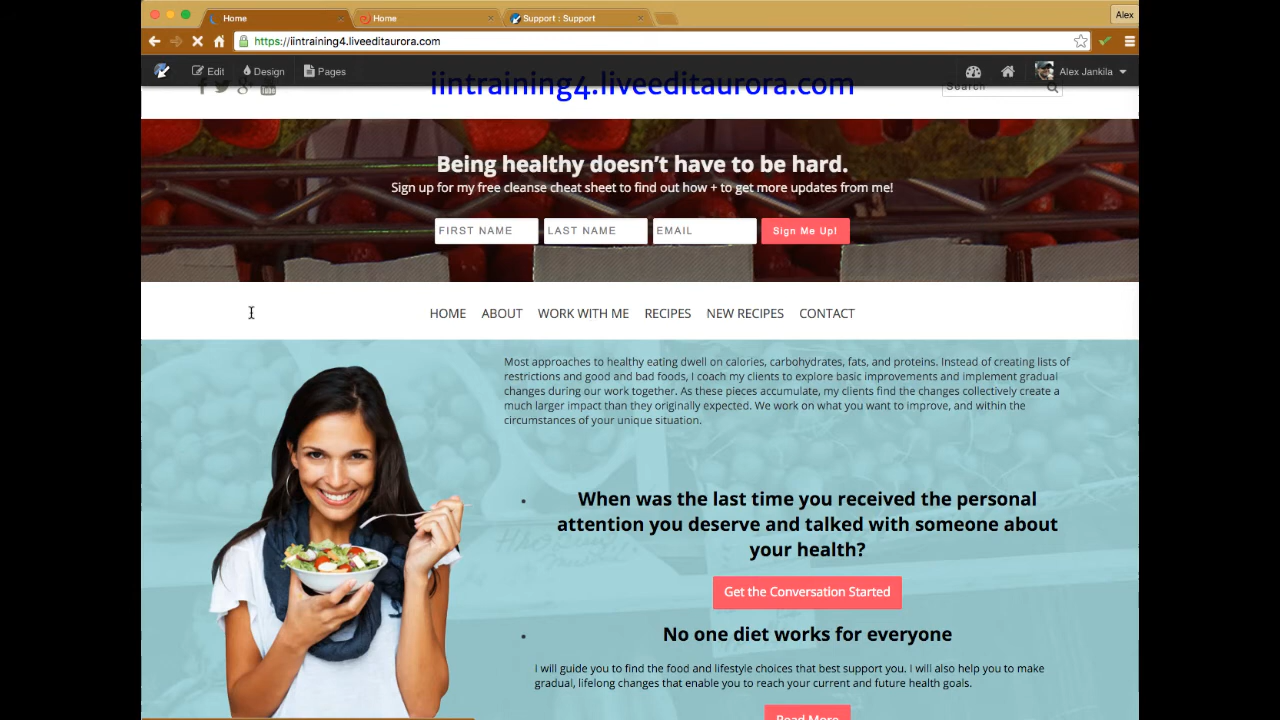 Home
Home
Support : Support
Alex
https://iintraining4.liveeditaurora.com
Edit
Design
Pages
Alex Jankila
iintraining4.liveeditaurora.com
Search
Being healthy doesn’t have to be hard.
Sign up for my free cleanse cheat sheet to find out how + to get more updates from me!
FIRST NAME
LAST NAME
EMAIL
Sign Me Up!
HOME ABOUT WORK WITH ME RECIPES NEW RECIPES CONTACT
Most approaches to healthy eating dwell on calories, carbohydrates, fats, and proteins. Instead of creating lists of
restrictions and good and bad foods, I coach my clients to explore basic improvements and implement gradual
changes during our work together. As these pieces accumulate, my clients find the changes collectively create a
much larger impact than they originally expected. We work on what you want to improve, and within the
circumstances of your unique situation.
When was the last time you received the personal
attention you deserve and talked with someone about
your health?
Get the Conversation Started
No one diet works for everyone
I will guide you to find the food and lifestyle choices that best support you. I will also help you to make
gradual, lifelong changes that enable you to reach your current and future health goals.
Read More